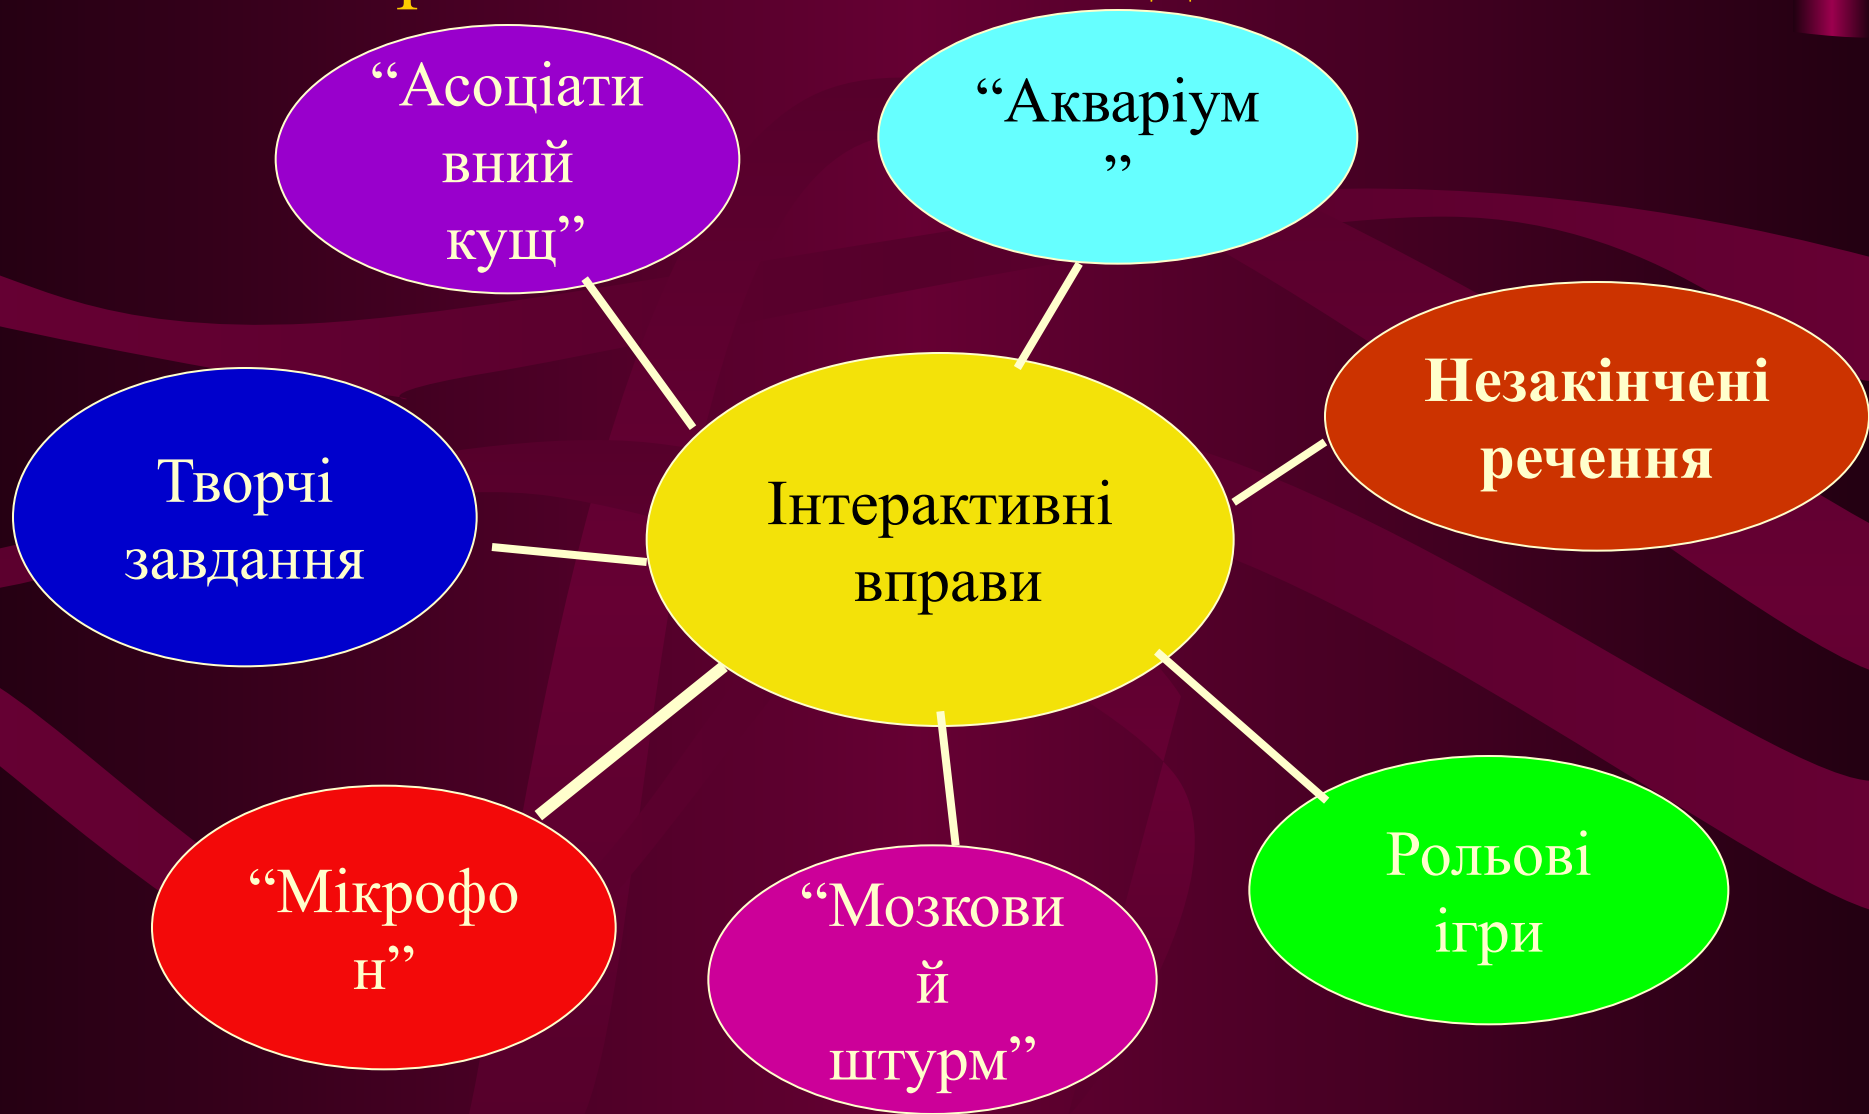 “Асоціати
вний
кущ”
“Акваріум
”
Незакінчені
речення
Творчі
завдання
Інтерактивні
вправи
“Мікрофо
н”
“Мозкови
й
штурм”
Рольові
ігри